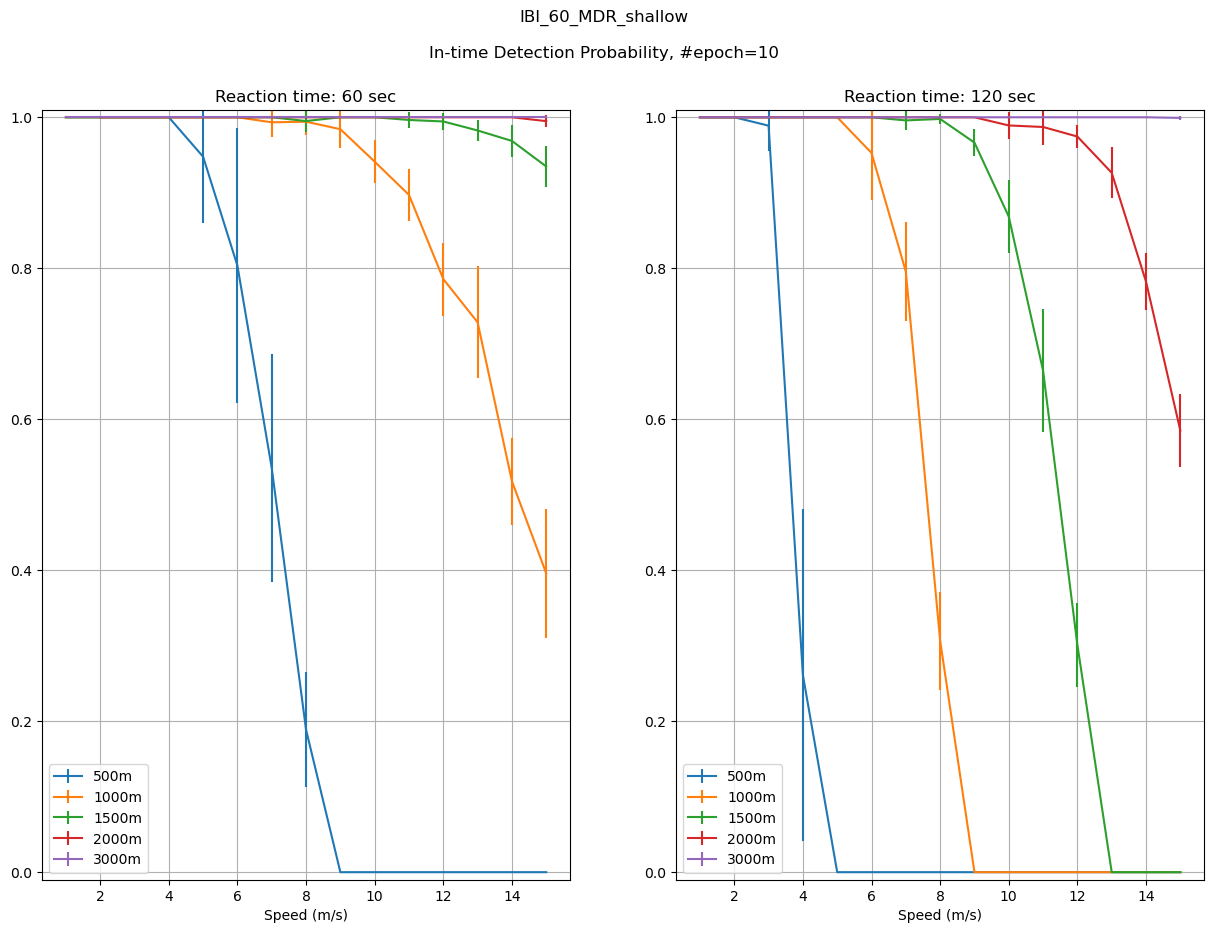 IBI_60_MDR_shallow
In-time Detection Probability, #epoch=10
Reaction time: 60 sec
1.0
0.8
0.6
0.4
0.2
0.0
500m
1000m
1500m
2000m
3000m
2 4 6 8 10 12 14
Speed (m/s)
Reaction time: 120 sec
1.0
0.8
0.6
0.4
0.2
0.0
500m
1000m
1500m
2000m
3000m
2 4 6 8 10 12 14
Speed (m/s)